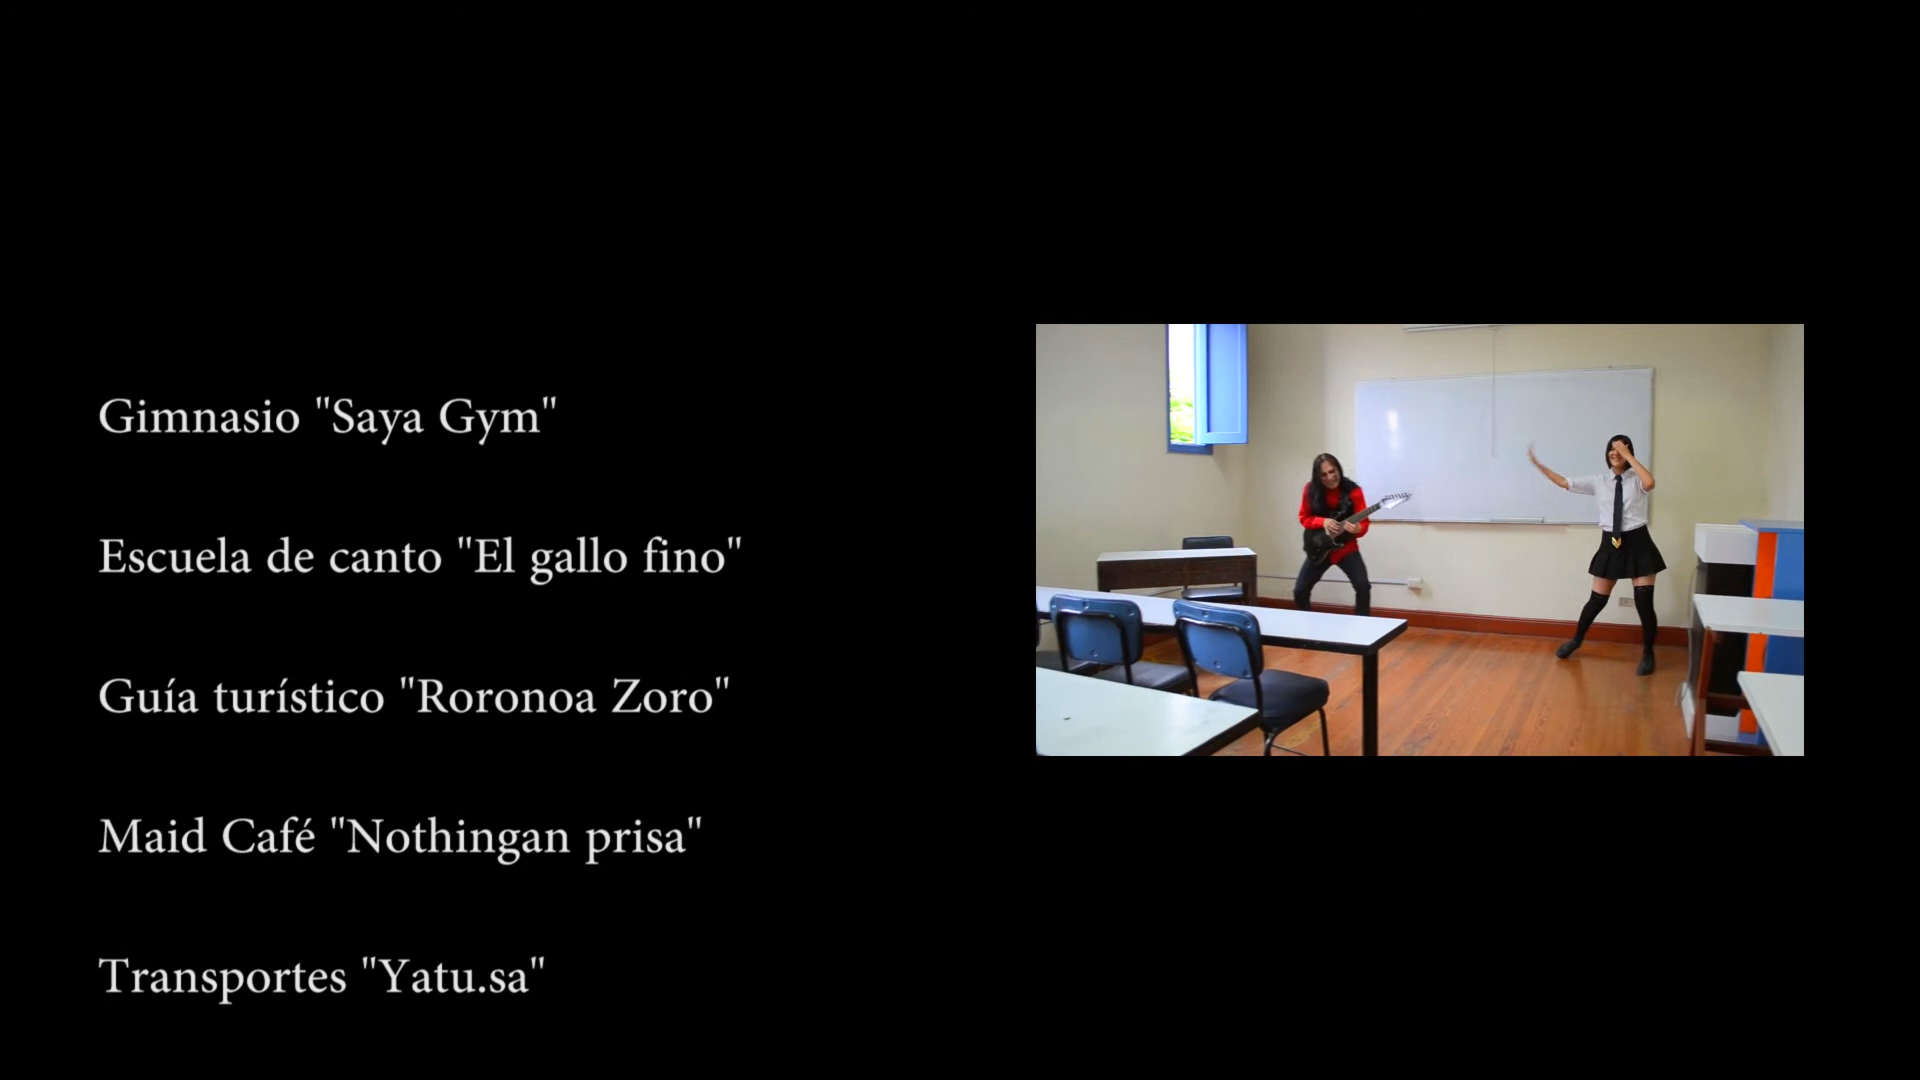 Gimnasio "Saya Gym"
Escuela de canto "El gallo fino"
Guía turístico "Roronoa Zoro"
Maid Café "Nothingan prisa"
Transportes "Yatu.sa"